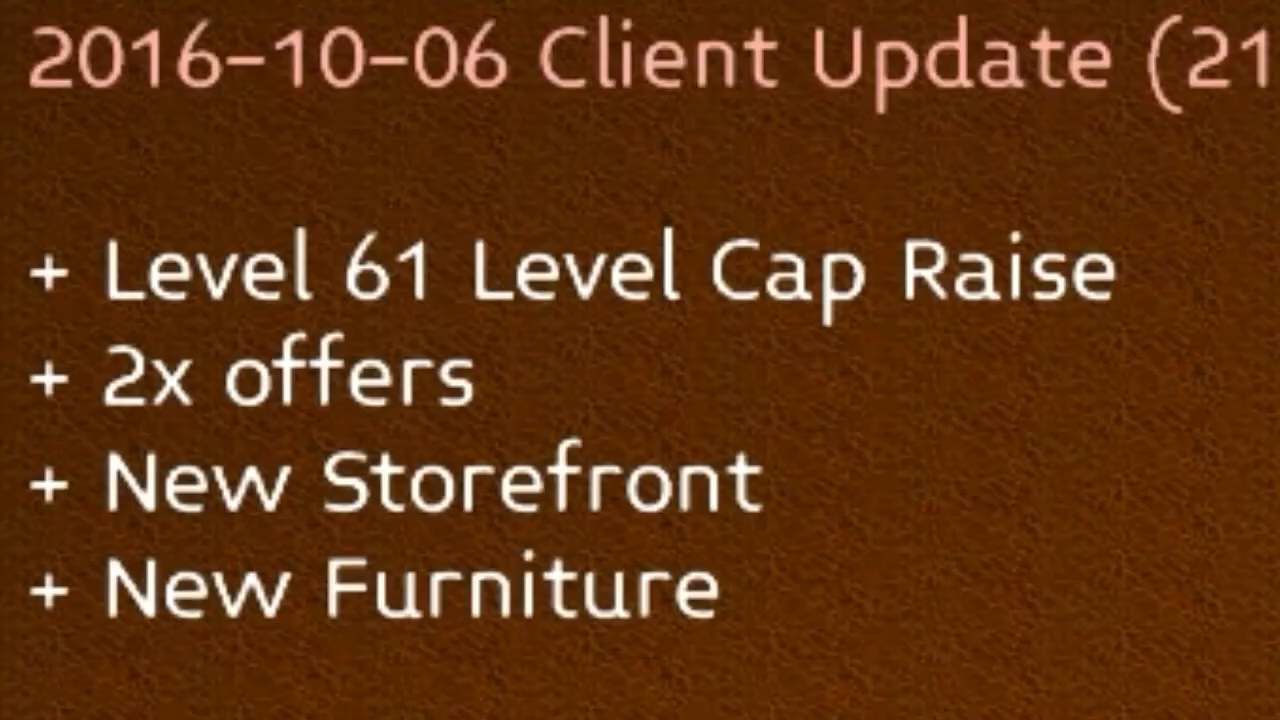 2016-10-06 Client Update (21
+ Level 61 Level Cap Raise
+ 2x offers
+ New Storefront
+ New Furniture